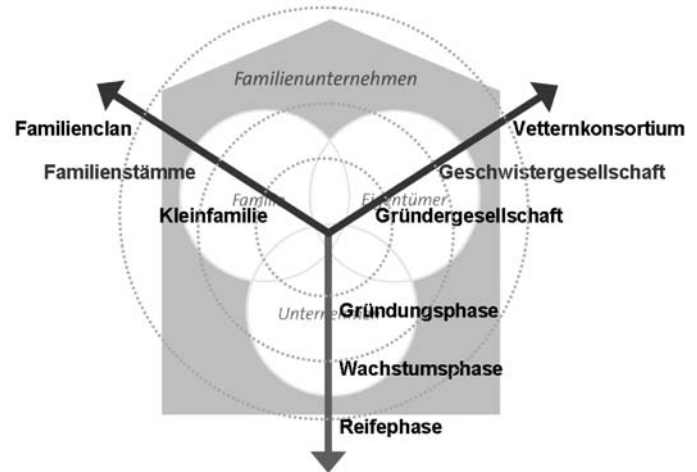 Familienunternehmen
Familienclan
Vetternkonsortium
Familienstämme
Geschwistergesellschaft
Familie
Eigentümer
Kleinfamilie
Gründergesellschaft
Gründungsphase
Unternehmen
Wachstumsphase
Reifephase